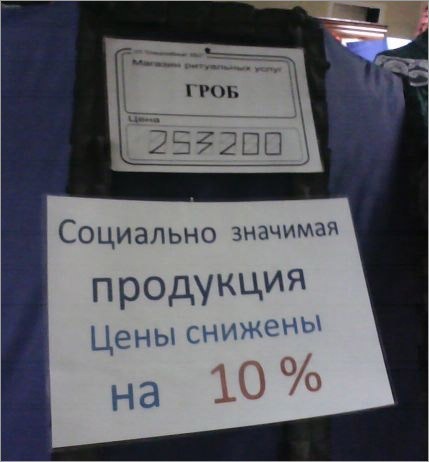 Магазин ритуальных услуг
ГРОБ
Цена
253200
Социально значимая
продукция
Цены снижены
на 10 %